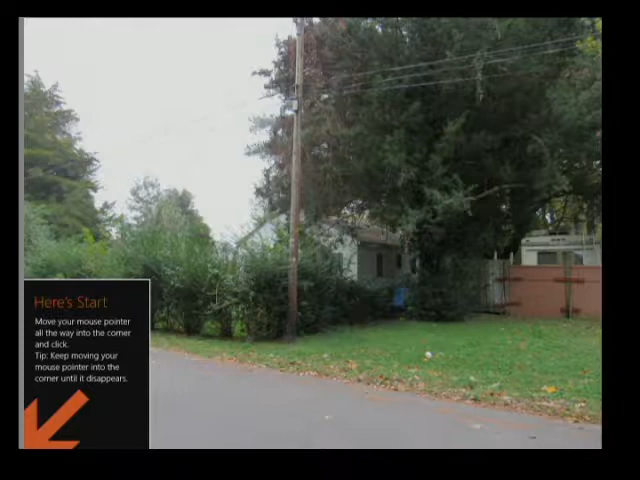 Here's Start
Move your mouse pointer
all the way into the corner
and click.
Tip: Keep moving your
mouse pointer into the
corner until it disappears.